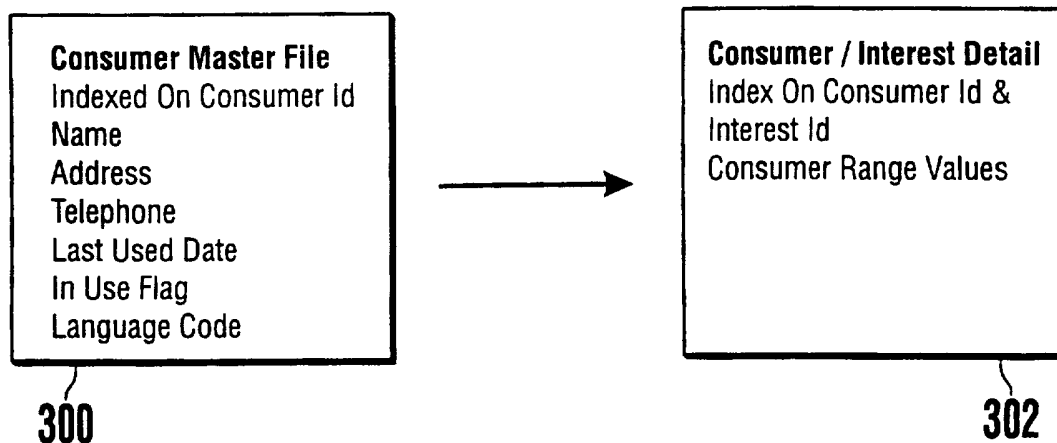 Consumer Master File
Indexed On Consumer Id
Name
Address
Telephone
Last Used Date
In Use Flag
Language Code
300
Consumer / Interest Detail
Index On Consumer Id &
Interest Id
Consumer Range Values
302